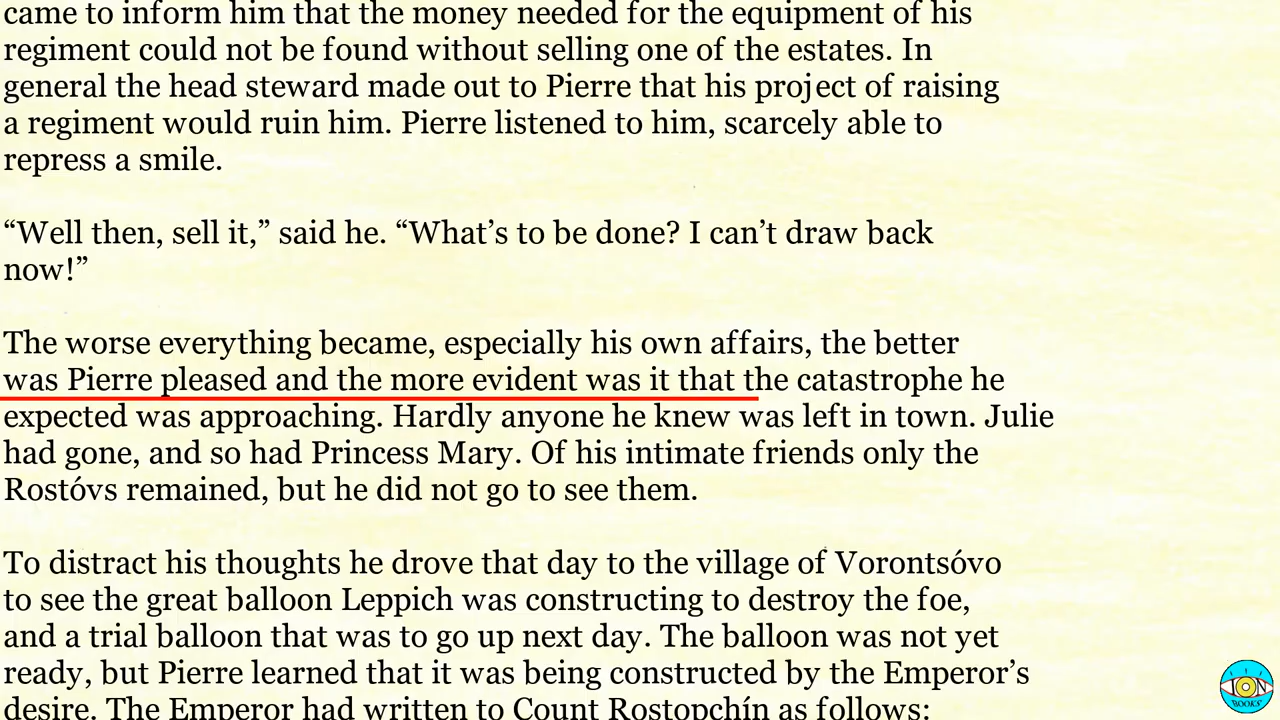 came to inform him that the money needed for the equipment of his
regiment could not be found without selling one of the estates. In
general the head steward made out to Pierre that his project of raising
a regiment would ruin him. Pierre listened to him, scarcely able to
repress a smile.
“Well then, sell it,” said he. “What’s to be done? I can’t draw back
now!”
The worse everything became, especially his own affairs, the better
was Pierre pleased and the more evident was it that the catastrophe he
expected was approaching. Hardly anyone he knew was left in town. Julie
had gone, and so had Princess Mary. Of his intimate friends only the
Rostóvs remained, but he did not go to see them.
To distract his thoughts he drove that day to the village of Vorontsóvo
to see the great balloon Leppich was constructing to destroy the foe,
and a trial balloon that was to go up next day. The balloon was not yet
ready, but Pierre learned that it was being constructed by the Emperor’s
desire. The Emperor had written to Count Rostopchín as follows:
ION
BOOKS